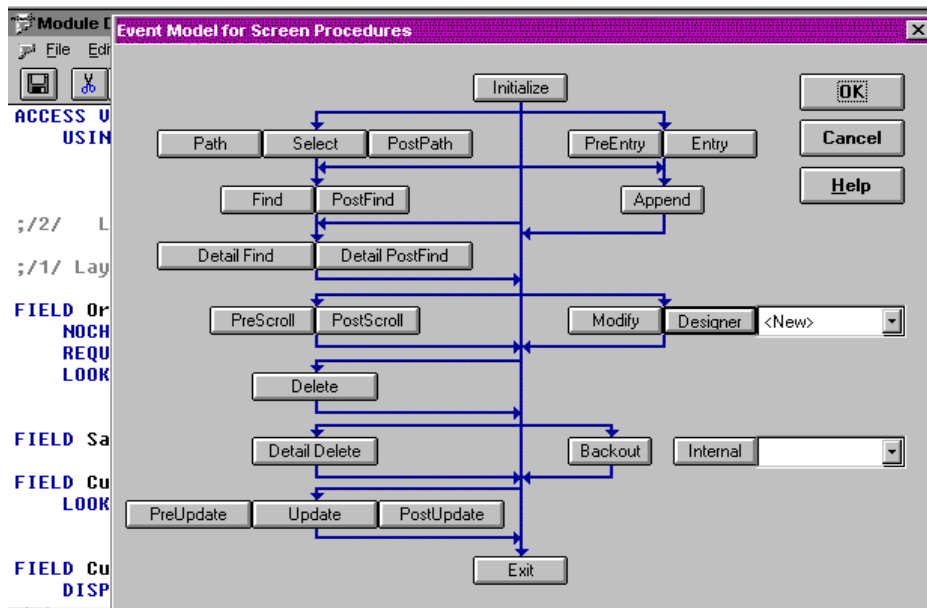 Module D
Event Model for Screen Procedures
File Edi
Initialize
OK
ACCESS V
USIN
Path Select PostPath PreEntry Entry
Cancel
Find PostFind Append
Help
;/2/ L
Detail Find Detail PostFind
;/1/ Lay
FIELD Or
PreScroll PostScroll Modify Designer <New>
NOCH
REQU
LOOK
Delete
FIELD Sa
Detail Delete Backout Internal
FIELD Cu
LOOK
PreUpdate Update PostUpdate
FIELD Cu
Exit
DISP